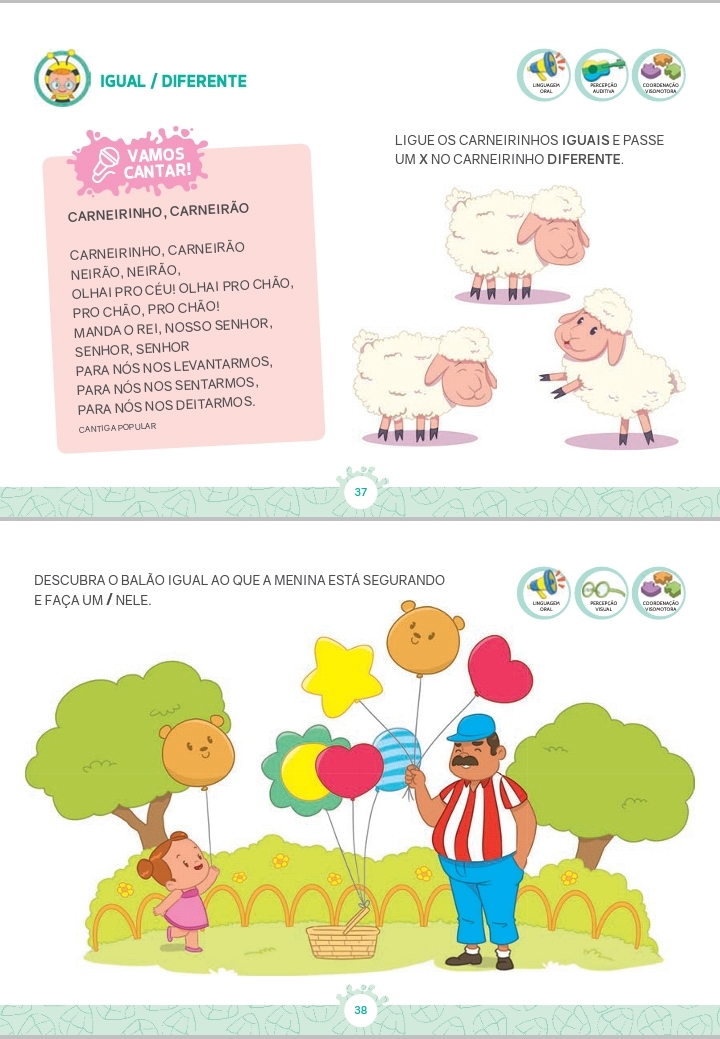 IGUAL / DIFERENTE
LINGUAGEM
ORAL
PERCEPÇÃO
AUDITIVA
COORDENAÇÃO
VISOMOTORA
VAMOS
CANTAR!
CARNEIRINHO, CARNEIRÃO
CARNEIRINHO, CARNEIRÃO
NEIRÃO, NEIRÃO,
OLHAI PRO CÉU! OLHAI PRO CHÃO,
PRO CHÃO, PRO CHÃO!
MANDA O REI, NOSSO SENHOR,
SENHOR, SENHOR
PARA NÓS NOS LEVANTARMOS,
PARA NÓS NOS SENTARMOS,
PARA NÓS NOS DEITARMOS.
CANTIGA POPULAR
LIGUE OS CARNEIRINHOS IGUAIS E PASSE
UM X NO CARNEIRINHO DIFERENTE.
37
DESCUBRA O BALÃO IGUAL AO QUE A MENINA ESTÁ SEGURANDO
E FAÇA UM / NELE.
LINGUAGEM
ORAL
PERCEPÇÃO
VISUAL
COORDENAÇÃO
VISOMOTORA
38